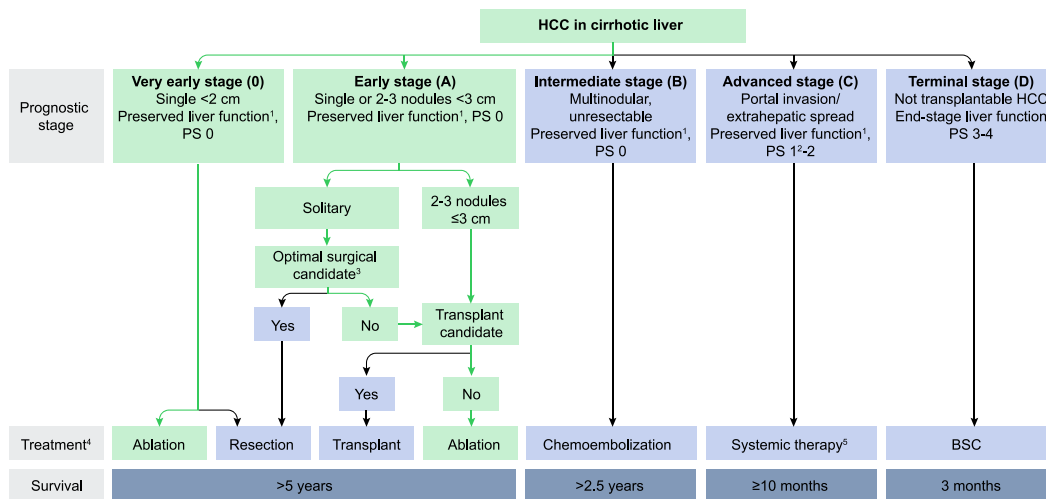 HCC in cirrhotic liver
Prognostic
stage
Very early stage (0)
Single <2 cm
Preserved liver function¹,
PS 0
Early stage (A)
Single or 2-3 nodules <3 cm
Preserved liver function¹, PS 0
Intermediate stage (B)
Multinodular,
unresectable
Preserved liver function¹,
PS 0
Advanced stage (C)
Portal invasion/
extrahepatic spread
Preserved liver function¹,
PS 1²-2
Terminal stage (D)
Not transplantable HCC
End-stage liver function
PS 3-4
Solitary
2-3 nodules
≤3 cm
Optimal surgical
candidate³
Yes
No
Transplant
candidate
Yes
No
Treatment⁴
Ablation
Resection
Transplant
Ablation
Chemoembolization
Systemic therapy⁵
BSC
Survival
>5 years
>2.5 years
≥10 months
3 months